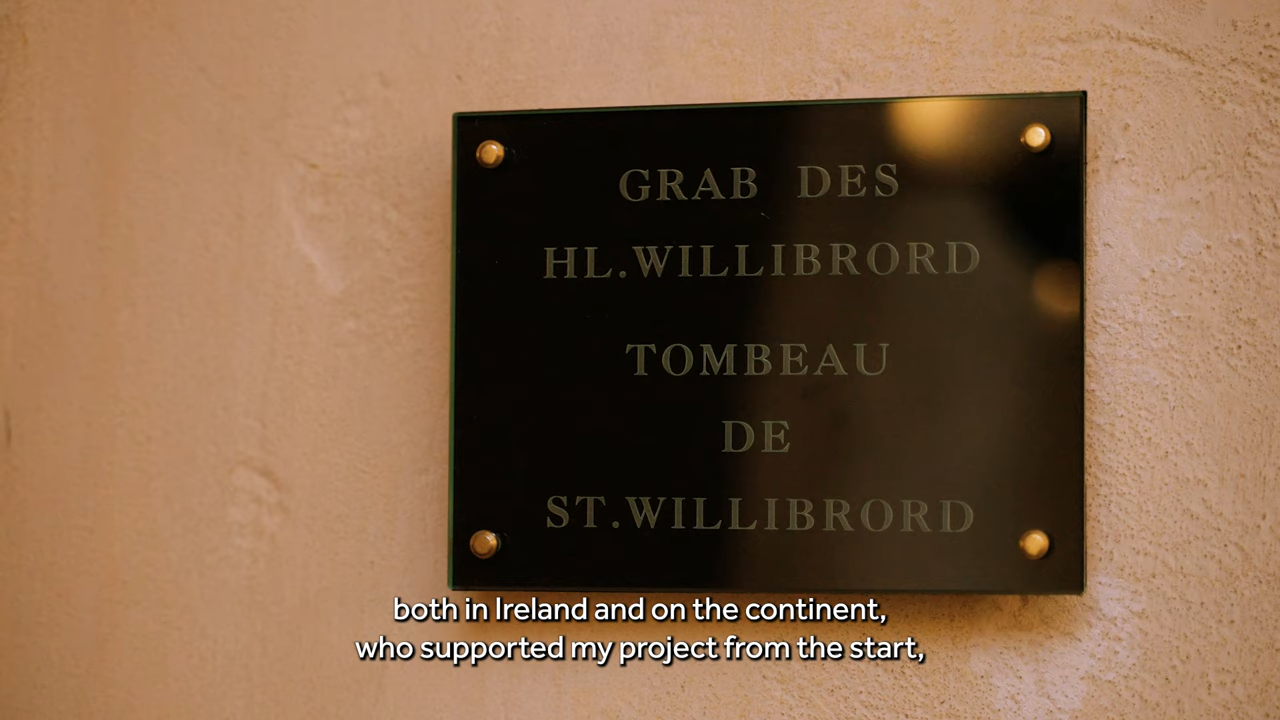 GRAB DES
HL.WILLIBRORD
TOMBEAU
DE
ST.WILLIBRORD
both in Ireland and on the continent,
who supported my project from the start,